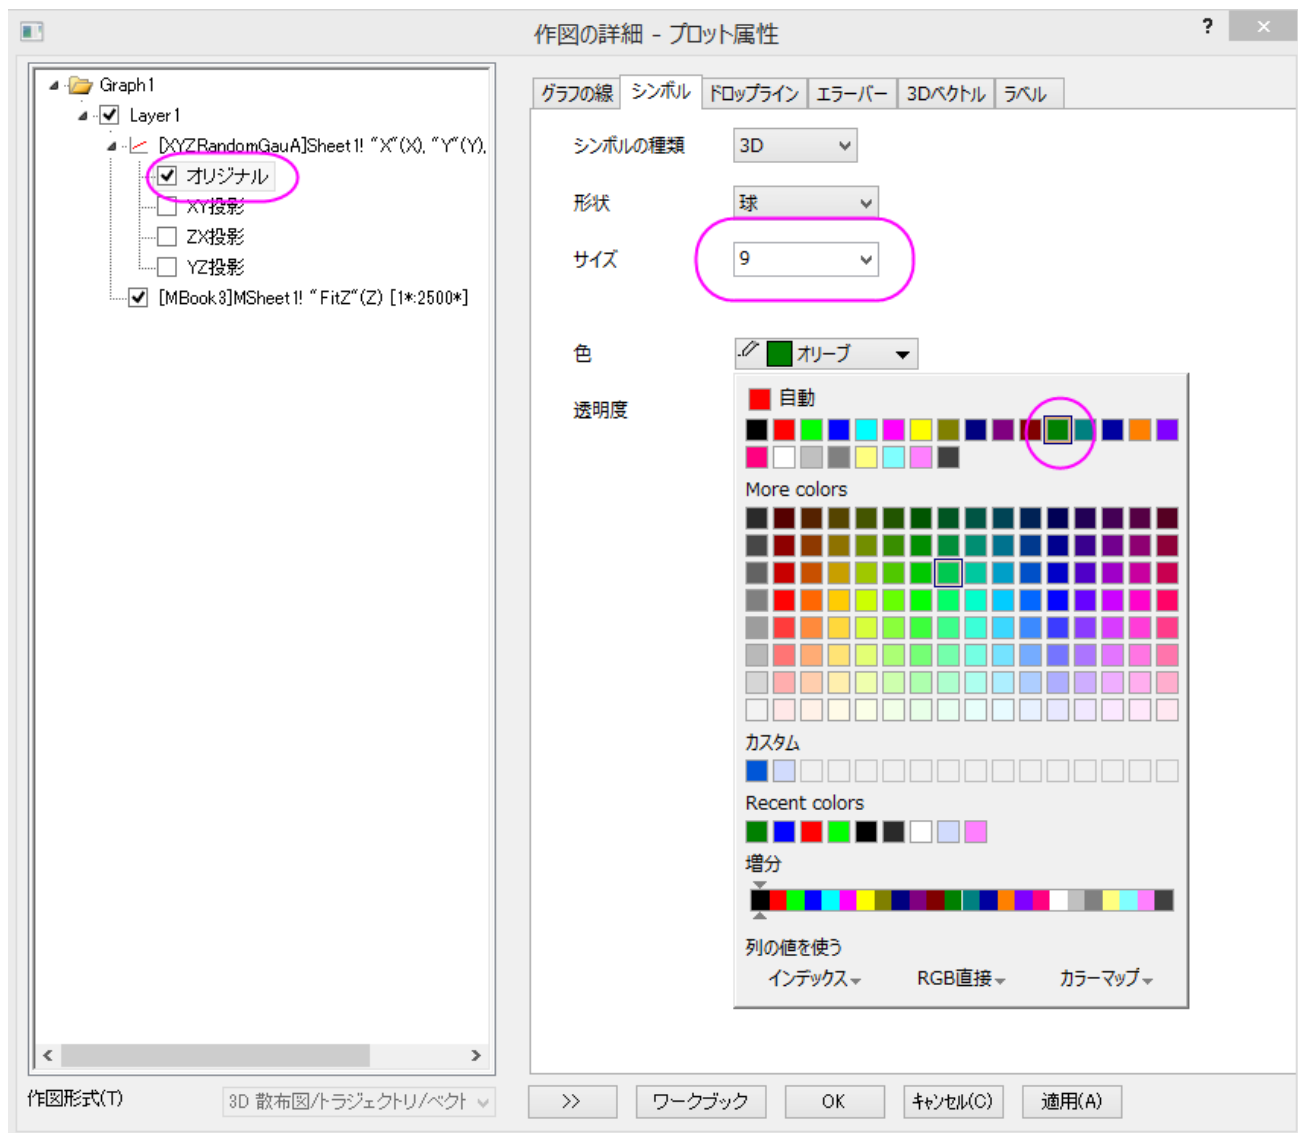 作図の詳細 - プロット属性
?
×
Graph1
Layer1
[XYZRandomGauA]Sheet1! "X"(X), "Y"(Y),
オリジナル
XY投影
ZX投影
YZ投影
[MBook3]MSheet1! "FitZ"(Z) [1*:2500*]
作図形式(T)
3D 散布図/トラジェクトリ/ベクト
グラフの線
シンボル
ドロップライン
エラーバー
3Dベクトル
ラベル
シンボルの種類
3D
形状
球
サイズ
9
色
オリーブ
透明度
自動
More colors
カスタム
Recent colors
増分
列の値を使う
インデックス
RGB直接
カラーマップ
>>
ワークブック
OK
キャンセル(C)
適用(A)